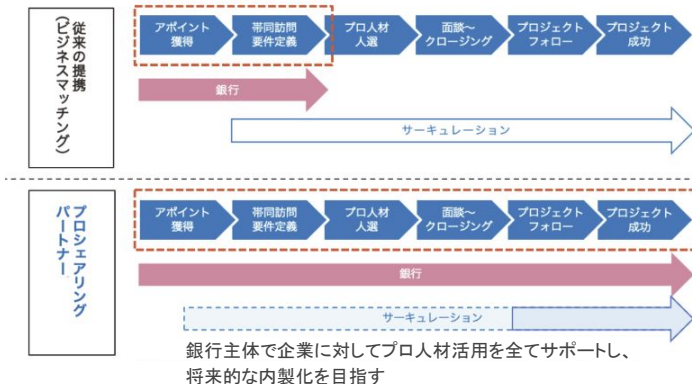 従来の提携
(ビジネスマッチング)
アポイント
獲得
帯同訪問
要件定義
プロ人材
人選
面談〜
クロージング
プロジェクト
フォロー
プロジェクト
成功
銀行
サーキュレーション
プロシェアリング
パートナー
アポイント
獲得
帯同訪問
要件定義
プロ人材
人選
面談〜
クロージング
プロジェクト
フォロー
プロジェクト
成功
銀行
サーキュレーション
銀行主体で企業に対してプロ人材活用を全てサポートし、
将来的な内製化を目指す